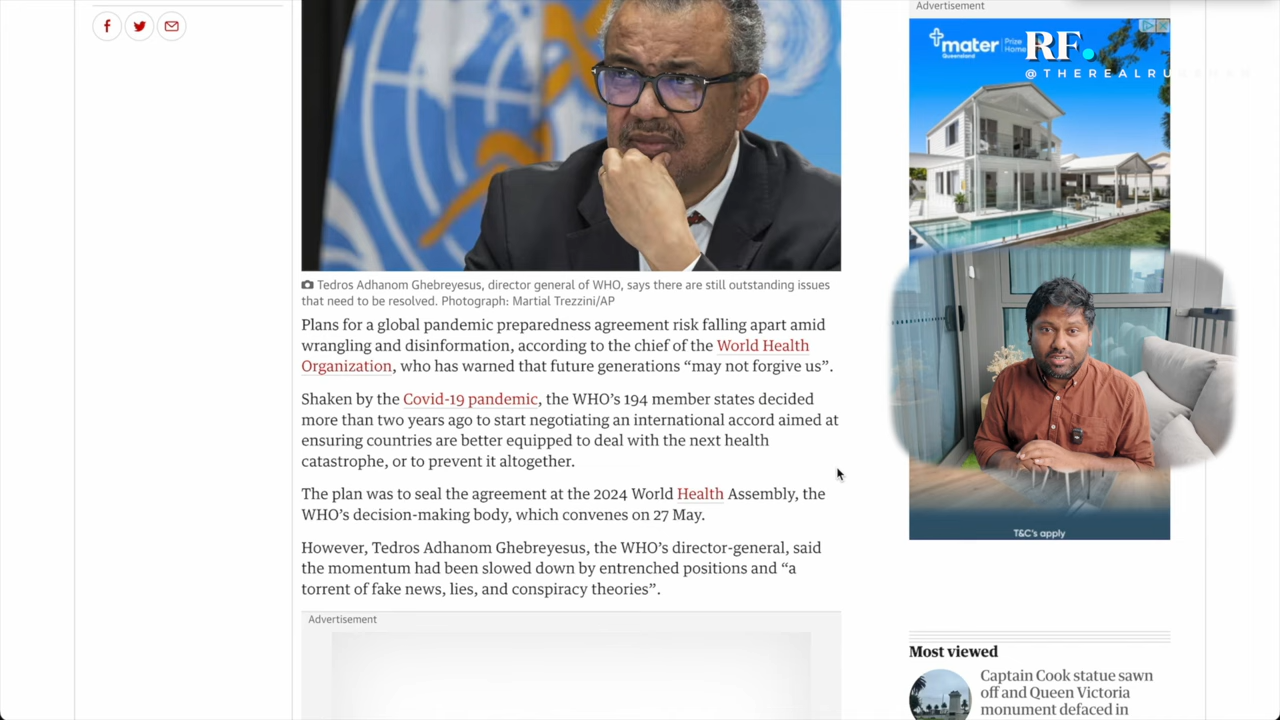 Advertisement
mater
Queensland
Prize
Home
RF.
Tedros Adhanom Ghebreyesus, director general of WHO, says there are still outstanding issues
that need to be resolved. Photograph: Martial Trezzini/AP
Plans for a global pandemic preparedness agreement risk falling apart amid
wrangling and disinformation, according to the chief of the World Health
Organization, who has warned that future generations “may not forgive us”.
Shaken by the Covid-19 pandemic, the WHO’s 194 member states decided
more than two years ago to start negotiating an international accord aimed at
ensuring countries are better equipped to deal with the next health
catastrophe, or to prevent it altogether.
The plan was to seal the agreement at the 2024 World Health Assembly, the
WHO’s decision-making body, which convenes on 27 May.
However, Tedros Adhanom Ghebreyesus, the WHO’s director-general, said
the momentum had been slowed down by entrenched positions and “a
torrent of fake news, lies, and conspiracy theories”.
Advertisement
T&C's apply
Most viewed
Captain Cook statue sawn
off and Queen Victoria
monument defaced in